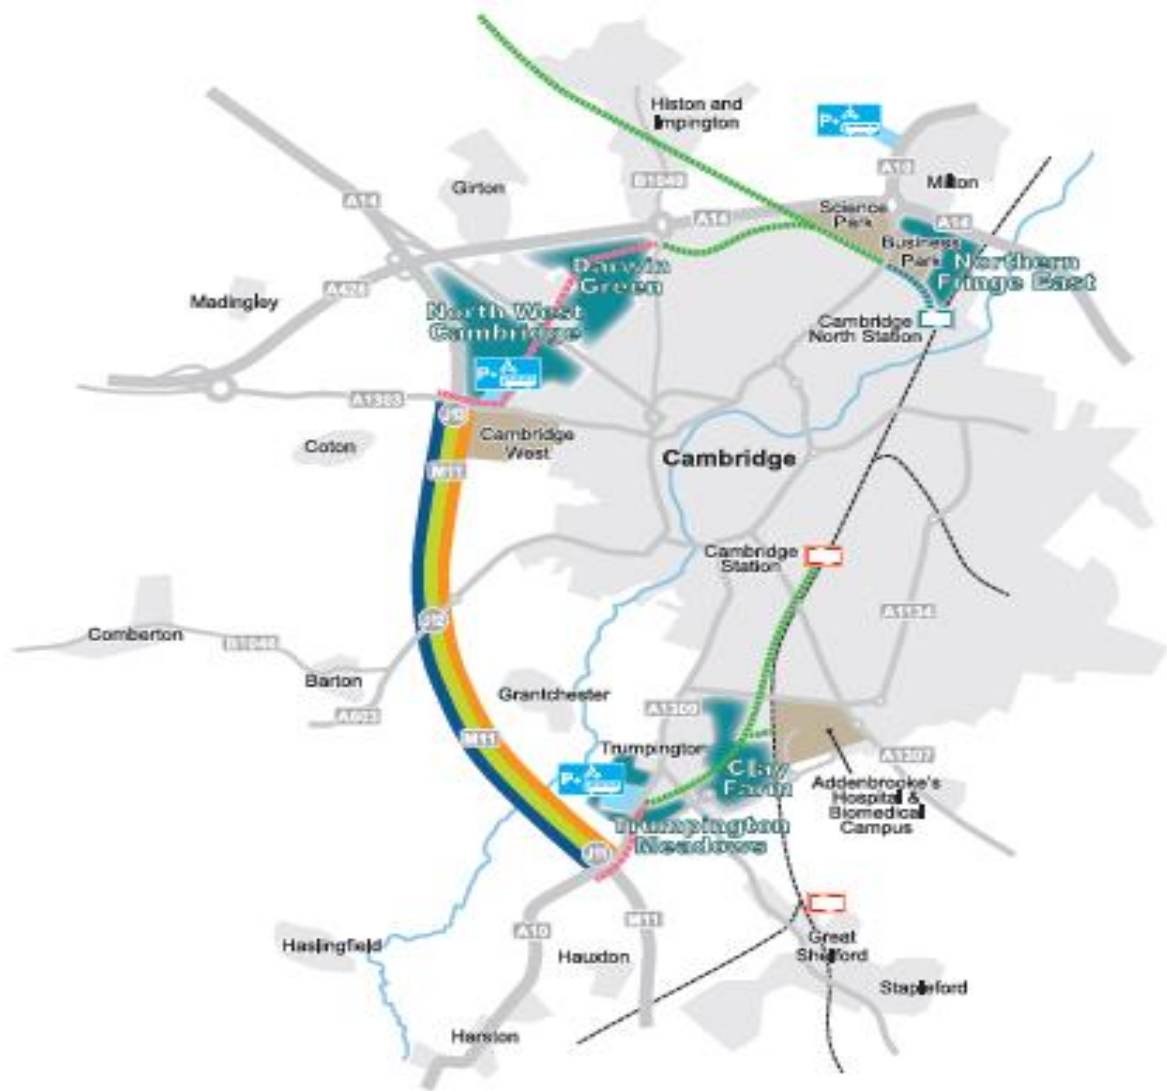 Histon and
Impington
P+
A10
Milton
Girton
B1049
A14
A14
Science
Park
A14
Business
Park
Northern
Fringe East
Darwin
Green
Madingley
A428
North West
Cambridge
Cambridge
North Station
P+
A1303
J13
Cambridge
West
Coton
Cambridge
M11
Cambridge
Station
J12
A1134
Comberton
B1046
Barton
Grantchester
A603
A1309
M11
Trumpington
A1307
P+
Clay
Farm
Addenbrooke's
Hospital &
Biomedical
Campus
Trumpington
Meadows
J11
A10
M11
Haslingfield
Hauxton
Great
Shelford
Stapleford
Harston